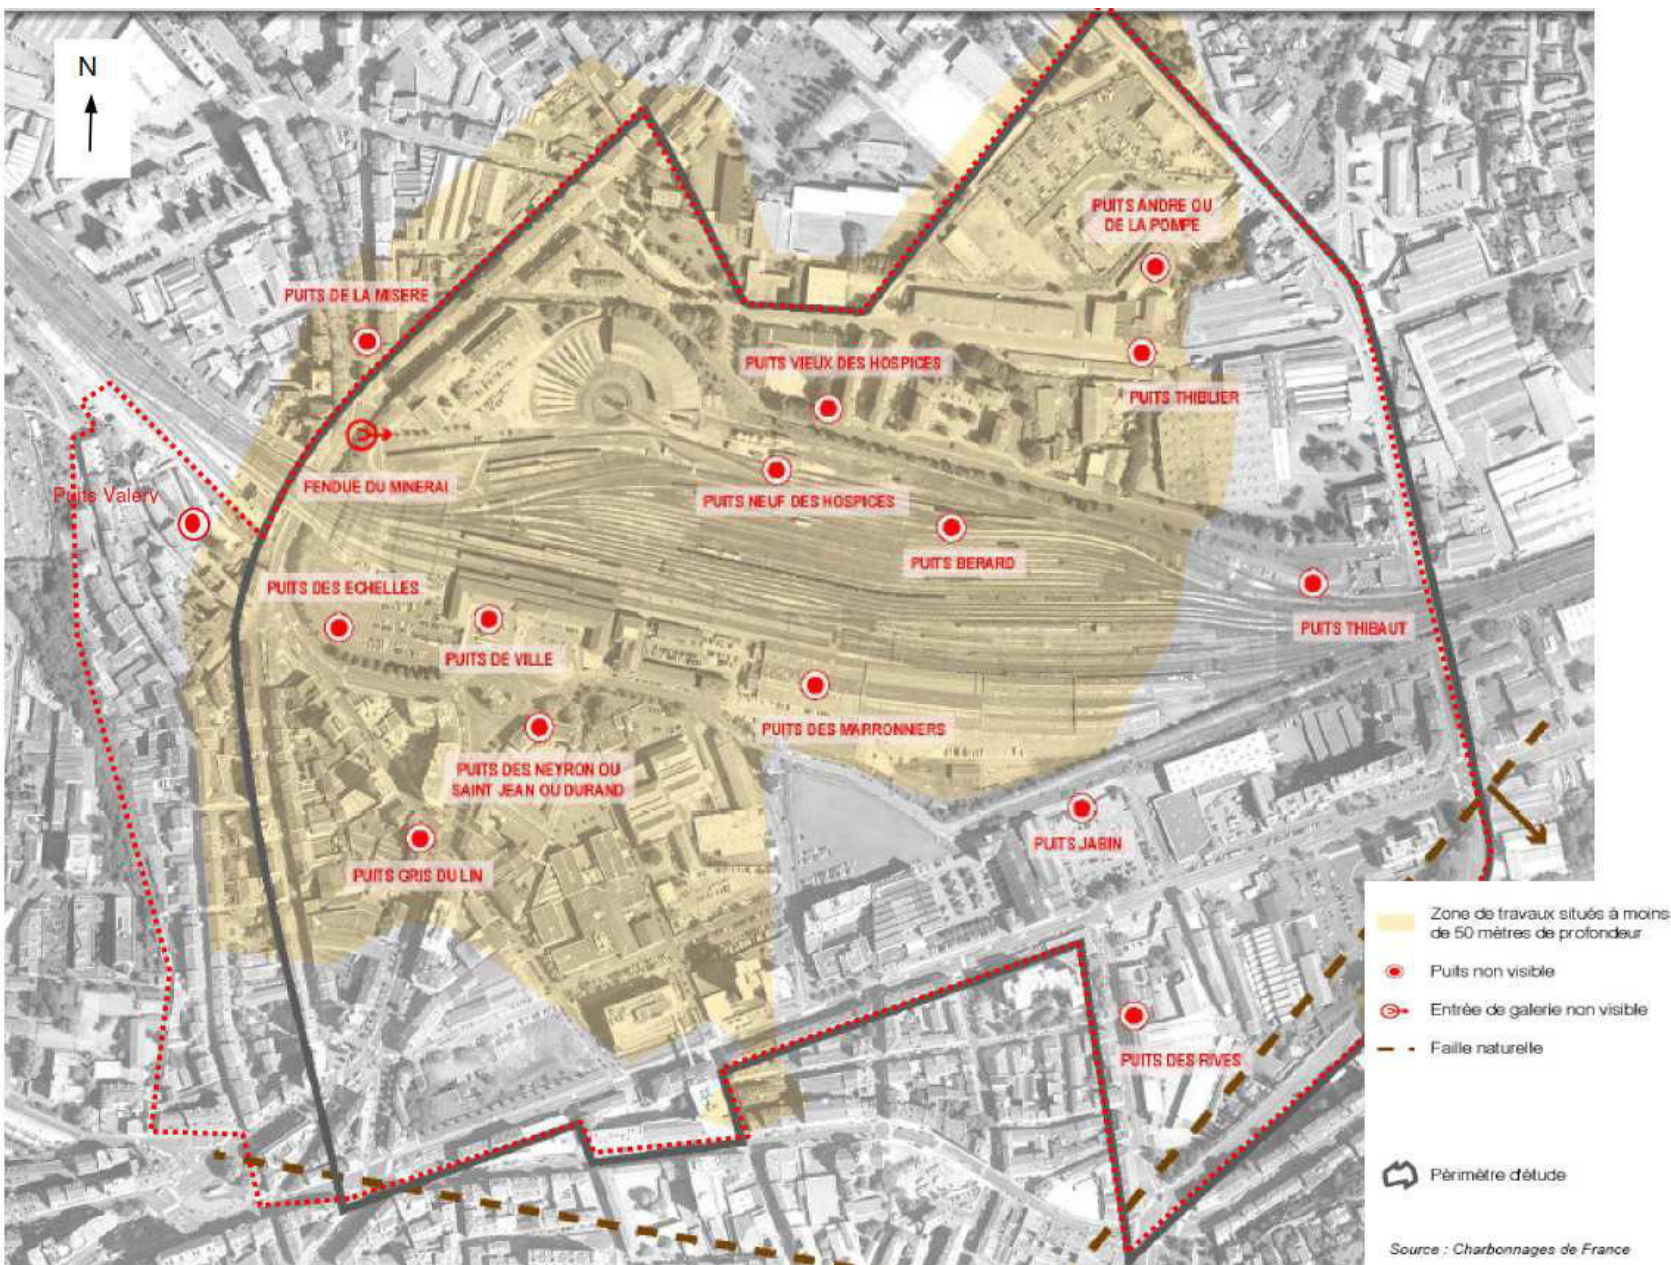 N
PUITS ANDRE OU
DE LA POMPE
PUITS DE LA MISERE
PUITS VIEUX DES HOSPICES
PUITS THIBLIER
FENDUE DU MINERAI
Puits Valéry
PUITS NEUF DES HOSPICES
PUITS BERARD
PUITS DES ECHELLES
PUITS THIBAUT
PUITS DE VILLE
PUITS DES MARRONNIERS
PUITS DES NEYRON OU
SAINT JEAN OU DURAND
PUITS JABIN
PUITS GRIS DU LIN
PUITS DES RIVES
Zone de travaux situés à moins
de 50 mètres de profondeur
Puits non visible
Entrée de galerie non visible
Faille naturelle
Périmètre d'étude
Source : Charbonnages de France